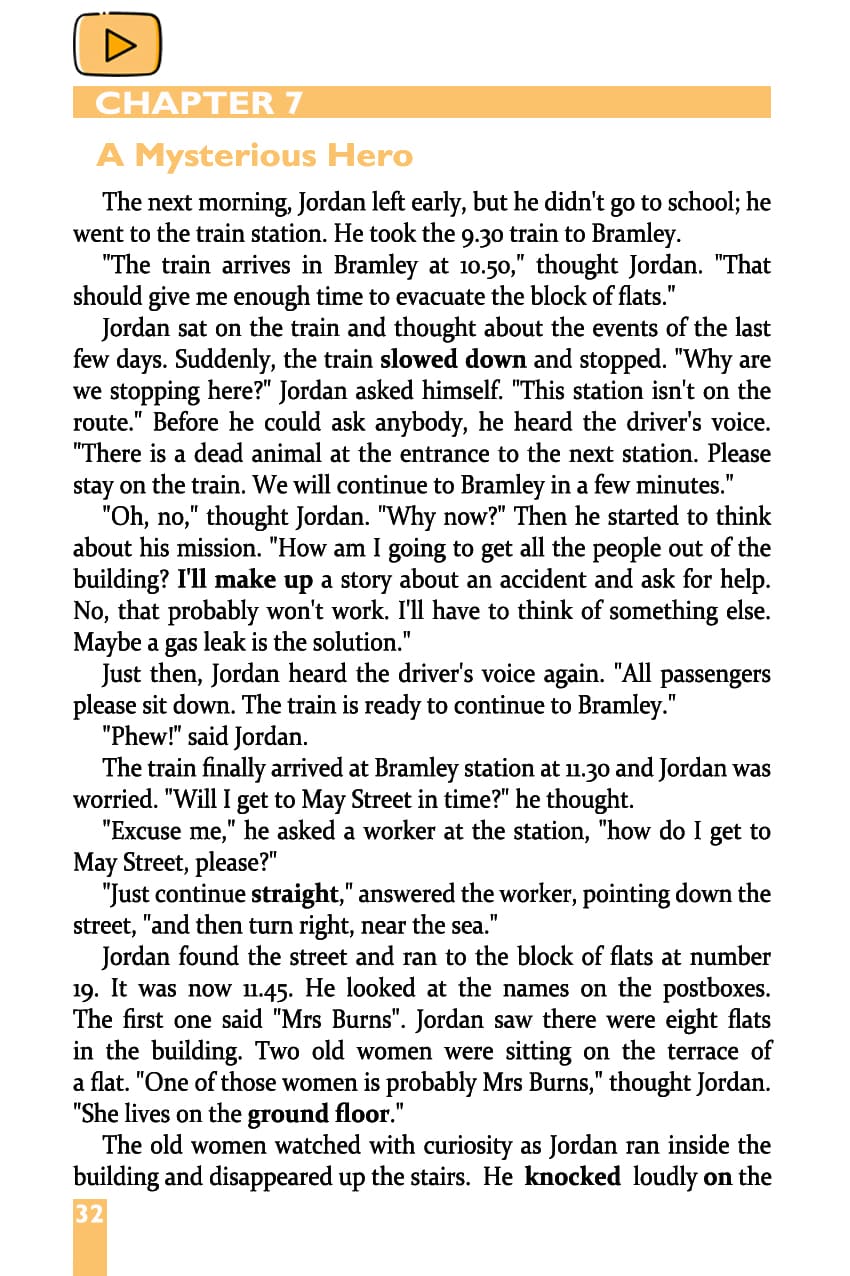 CHAPTER 7
A Mysterious Hero
The next morning, Jordan left early, but he didn't go to school; he
went to the train station. He took the 9.30 train to Bramley.
"The train arrives in Bramley at 10.50," thought Jordan. "That
should give me enough time to evacuate the block of flats."
Jordan sat on the train and thought about the events of the last
few days. Suddenly, the train slowed down and stopped. "Why are
we stopping here?" Jordan asked himself. "This station isn't on the
route." Before he could ask anybody, he heard the driver's voice.
"There is a dead animal at the entrance to the next station. Please
stay on the train. We will continue to Bramley in a few minutes."
"Oh, no," thought Jordan. "Why now?" Then he started to think
about his mission. "How am I going to get all the people out of the
building? I'll make up a story about an accident and ask for help.
No, that probably won't work. I'll have to think of something else.
Maybe a gas leak is the solution."
Just then, Jordan heard the driver's voice again. "All passengers
please sit down. The train is ready to continue to Bramley."
"Phew!" said Jordan.
The train finally arrived at Bramley station at 11.30 and Jordan was
worried. "Will I get to May Street in time?" he thought.
"Excuse me," he asked a worker at the station, "how do I get to
May Street, please?"
"Just continue straight," answered the worker, pointing down the
street, "and then turn right, near the sea."
Jordan found the street and ran to the block of flats at number
19. It was now 11.45. He looked at the names on the postboxes.
The first one said "Mrs Burns". Jordan saw there were eight flats
in the building. Two old women were sitting on the terrace of
a flat. "One of those women is probably Mrs Burns," thought Jordan.
"She lives on the ground floor."
The old women watched with curiosity as Jordan ran inside the
building and disappeared up the stairs. He knocked loudly on the
32